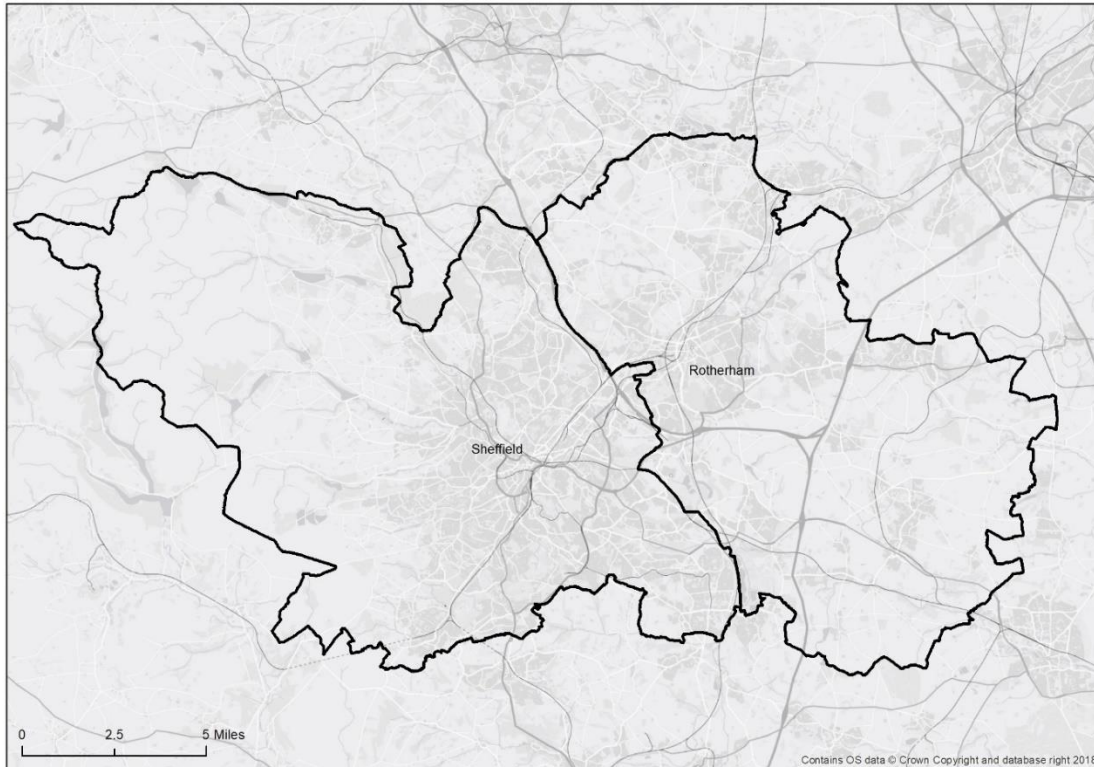 Rotherham
Sheffield
0 2.5 5 Miles
Contains OS data © Crown Copyright and database right 2018